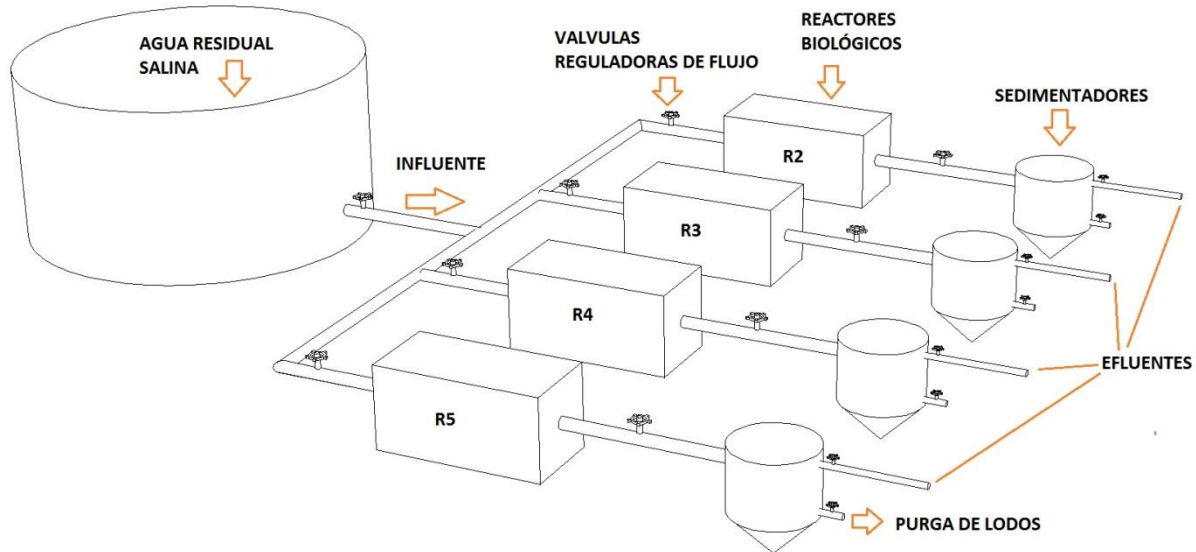 AGUA RESIDUAL
SALINA
VALVULAS
REGULADORAS DE FLUJO
REACTORES
BIOLÓGICOS
SEDIMENTADORES
INFLUENTE
R2
R3
R4
R5
EFLUENTES
PURGA DE LODOS